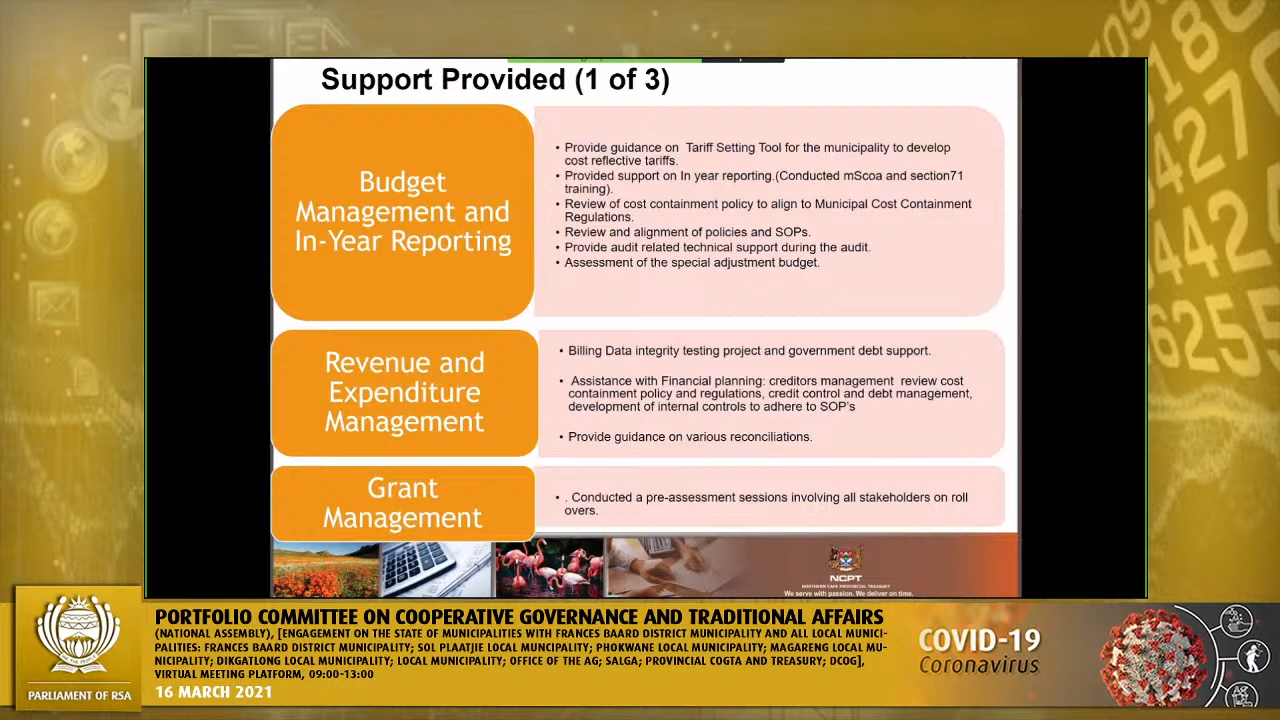 Support Provided (1 of 3)
Budget
Management and
In-Year Reporting
• Provide guidance on Tariff Setting Tool for the municipality to develop
cost reflective tariffs.
• Provided support on In year reporting.(Conducted mScoa and section71
training).
• Review of cost containment policy to align to Municipal Cost Containment
Regulations.
• Review and alignment of policies and SOPs.
• Provide audit related technical support during the audit.
• Assessment of the special adjustment budget.
Revenue and
Expenditure
Management
• Billing Data integrity testing project and government debt support.
• Assistance with Financial planning: creditors management review cost
containment policy and regulations, credit control and debt management,
development of internal controls to adhere to SOP's
• Provide guidance on various reconciliations.
Grant
Management
• . Conducted a pre-assessment sessions involving all stakeholders on roll
overs.
NCPT
NORTHERN CAPE PROVINCIAL TREASURY
We serve with passion. We deliver on time.
PARLIAMENT OF RSA
PORTFOLIO COMMITTEE ON COOPERATIVE GOVERNANCE AND TRADITIONAL AFFAIRS
(NATIONAL ASSEMBLY), [ENGAGEMENT ON THE STATE OF MUNICIPALITIES WITH FRANCES BAARD DISTRICT MUNICIPALITY AND ALL LOCAL MUNICI-
PALITIES: FRANCES BAARD DISTRICT MUNICIPALITY; SOL PLAATJIE LOCAL MUNCIPALITY; PHOKWANE LOCAL MUNICIPALITY; MAGARENG LOCAL MU-
NICIPALITY; DIKGATLONG LOCAL MUNICIPALITY; LOCAL MUNICIPALITY; OFFICE OF THE AG; SALGA; PROVINCIAL COGTA AND TREASURY; DCOG],
VIRTUAL MEETING PLATFORM, 09:00-13:00
16 MARCH 2021
COVID-19
Coronavirus